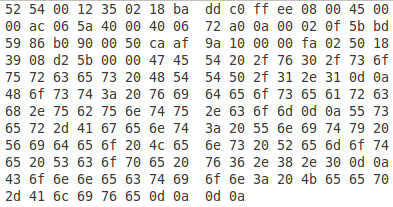 52 54 00 12 35 02 18 ba dd c0 ff ee 08 00 45 00
00 ac 06 5a 40 00 40 06 72 a0 0a 00 02 0f 5b bd
59 86 b0 90 00 50 ca af 9a 10 00 00 fa 02 50 18
39 08 d2 5b 00 00 47 45 54 20 2f 76 30 2f 73 6f
75 72 63 65 73 20 48 54 54 50 2f 31 2e 31 0d 0a
48 6f 73 74 3a 20 76 69 64 65 6f 73 65 61 72 63
68 2e 75 62 75 6e 74 75 2e 63 6f 6d 0d 0a 55 73
65 72 2d 41 67 65 6e 74 3a 20 55 6e 69 74 79 20
56 69 64 65 6f 20 4c 65 6e 73 20 52 65 6d 6f 74
65 20 53 63 6f 70 65 20 76 36 2e 38 2e 30 0d 0a
43 6f 6e 6e 65 63 74 69 6f 6e 3a 20 4b 65 65 70
2d 41 6c 69 76 65 0d 0a 0d 0a